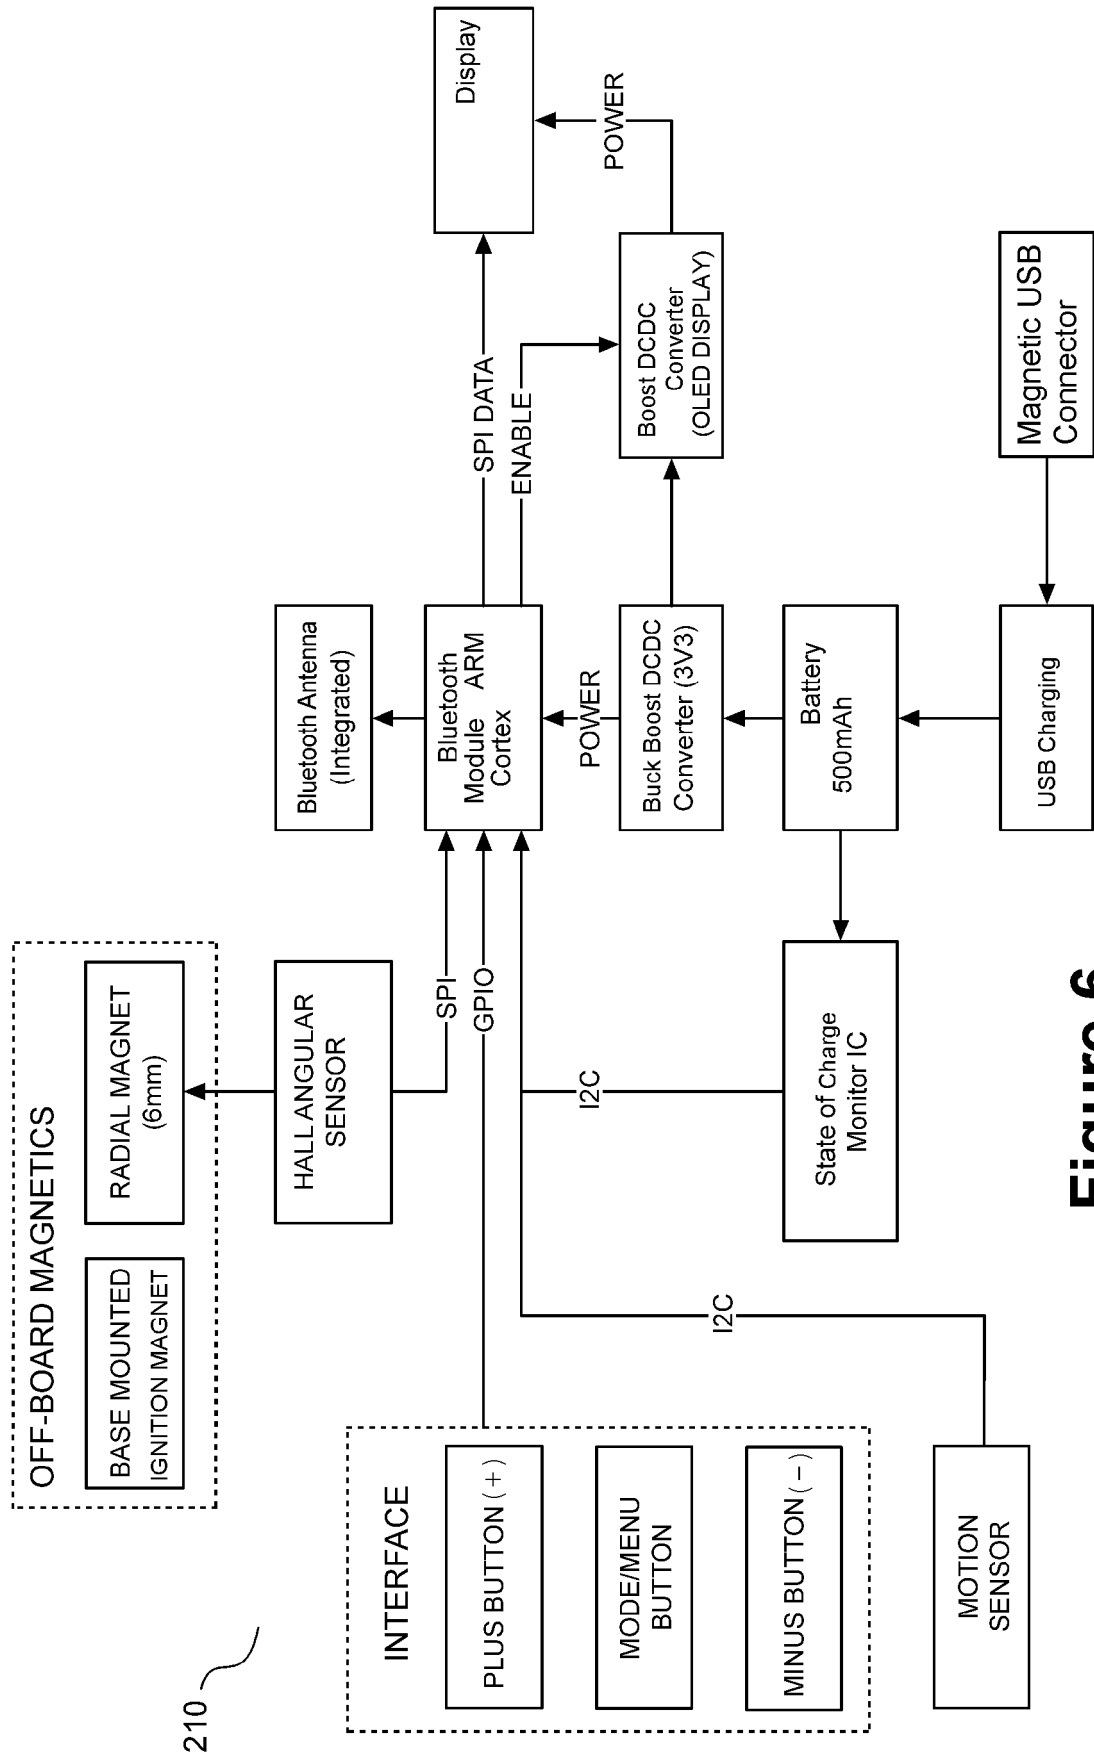 210
OFF-BOARD MAGNETICS
BASE MOUNTED
IGNITION MAGNET
RADIAL MAGNET
(6mm)
HALL ANGULAR
SENSOR
INTERFACE
PLUS BUTTON (+)
MODE/MENU
BUTTON
MINUS BUTTON (−)
MOTION
SENSOR
SPI
GPIO
I2C
I2C
State of Charge
Monitor IC
Bluetooth Antenna
(Integrated)
Bluetooth
Module ARM
Cortex
POWER
Buck Boost DCDC
Converter (3V3)
Battery
500mAh
USB Charging
SPI DATA
ENABLE
Display
POWER
Boost DCDC
Converter
(OLED DISPLAY)
Magnetic USB
Connector
Figure 6